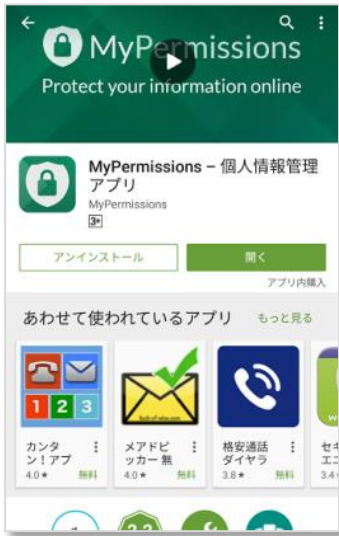 MyPermissions
Protect your information online
MyPermissions – 個人情報管理
アプリ
MyPermissions
3+
アンインストール
開く
アプリ内購入
あわせて使われているアプリ
もっと見る
1 2 3
カンタ
ン！アプ
4.0★ 無料
メアドピ
ッカー 無
4.0★ 無料
格安通話
ダイヤラ
3.8★ 無料
セキ
3.4